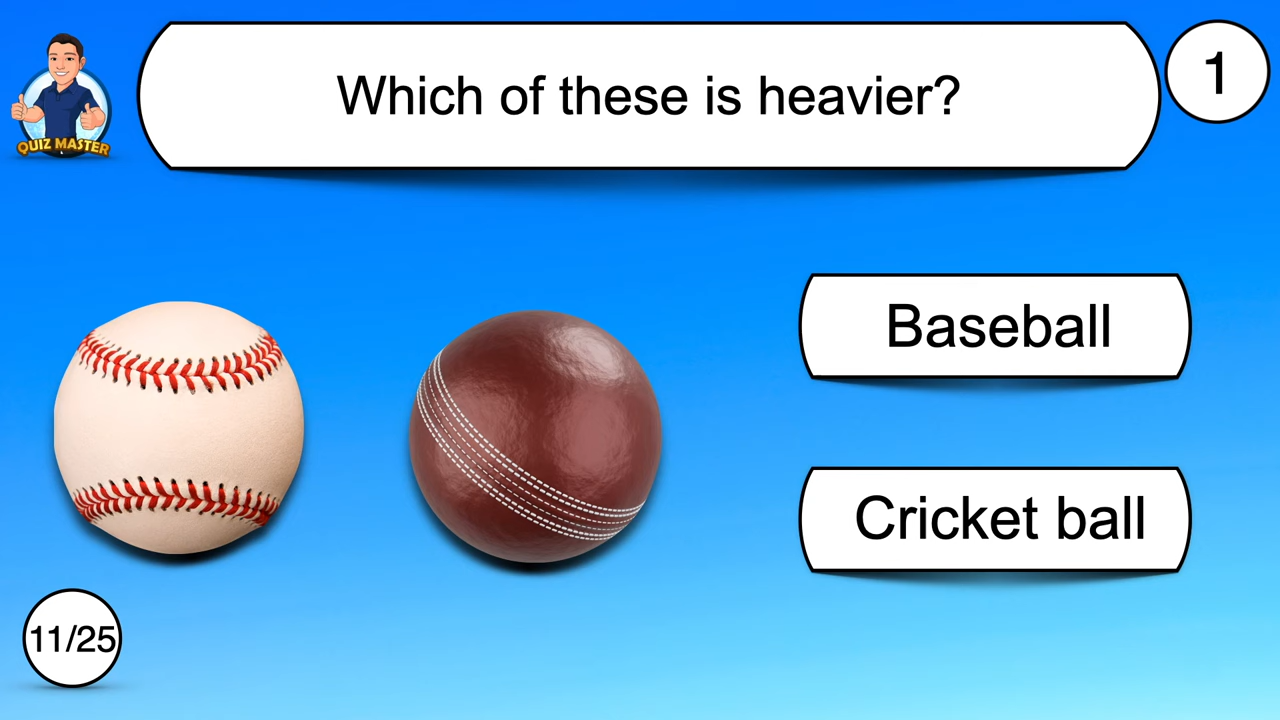 Which of these is heavier?
1
QUIZ MASTER
Baseball
Cricket ball
11/25